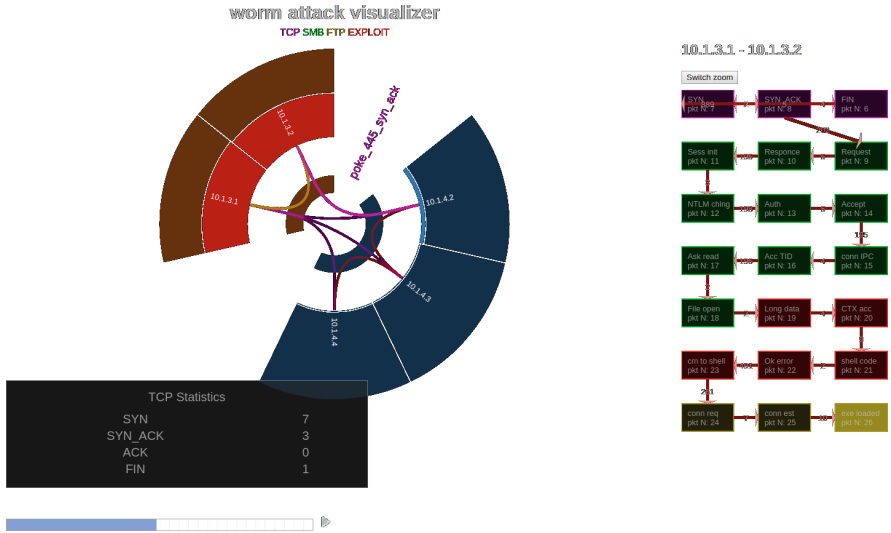 worm attack visualizer
TCP SMB FTP EXPLOIT
poke_445_syn_ack
10.1.3.2
10.1.3.1
10.1.4.2
10.1.4.3
10.1.4.4
TCP Statistics
SYN 7
SYN_ACK 3
ACK 0
FIN 1
10.1.3.1 - 10.1.3.2
Switch zoom
SYN
pkt N: 7
SYN_ACK
pkt N: 8
FIN
pkt N: 6
Sess init
pkt N: 11
Responce
pkt N: 10
Request
pkt N: 9
NTLM chlng
pkt N: 12
Auth
pkt N: 13
Accept
pkt N: 14
Ask read
pkt N: 17
Acc TID
pkt N: 16
conn IPC
pkt N: 15
File open
pkt N: 18
Long data
pkt N: 19
CTX acc
pkt N: 20
cm to shell
pkt N: 23
Ok error
pkt N: 22
shell code
pkt N: 21
conn req
pkt N: 24
conn est
pkt N: 25
exe loaded
pkt N: 26